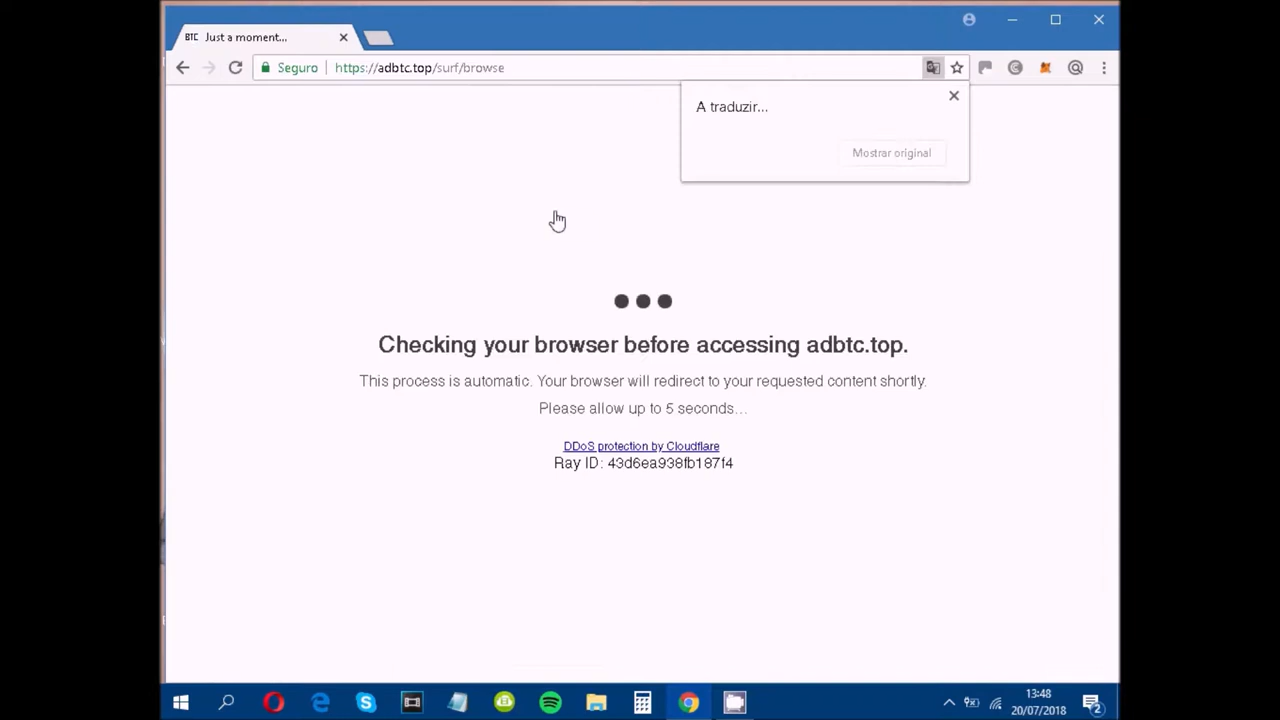 BTC Just a moment...
Seguro https://adbtc.top/surf/browse
A traduzir...
Mostrar original
Checking your browser before accessing adbtc.top.
This process is automatic. Your browser will redirect to your requested content shortly.
Please allow up to 5 seconds…
DDoS protection by Cloudflare
Ray ID: 43d6ea938fb187f4
13:48
20/07/2018
2